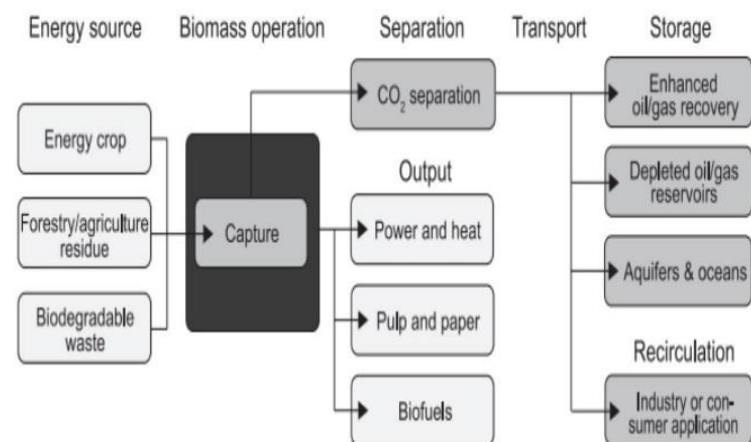 Energy source
Biomass operation
Separation
Transport
Storage
Energy crop
Forestry/agriculture
residue
Biodegradable
waste
Capture
CO₂ separation
Output
Power and heat
Pulp and paper
Biofuels
Enhanced
oil/gas recovery
Depleted oil/gas
reservoirs
Aquifers & oceans
Recirculation
Industry or con-
sumer application